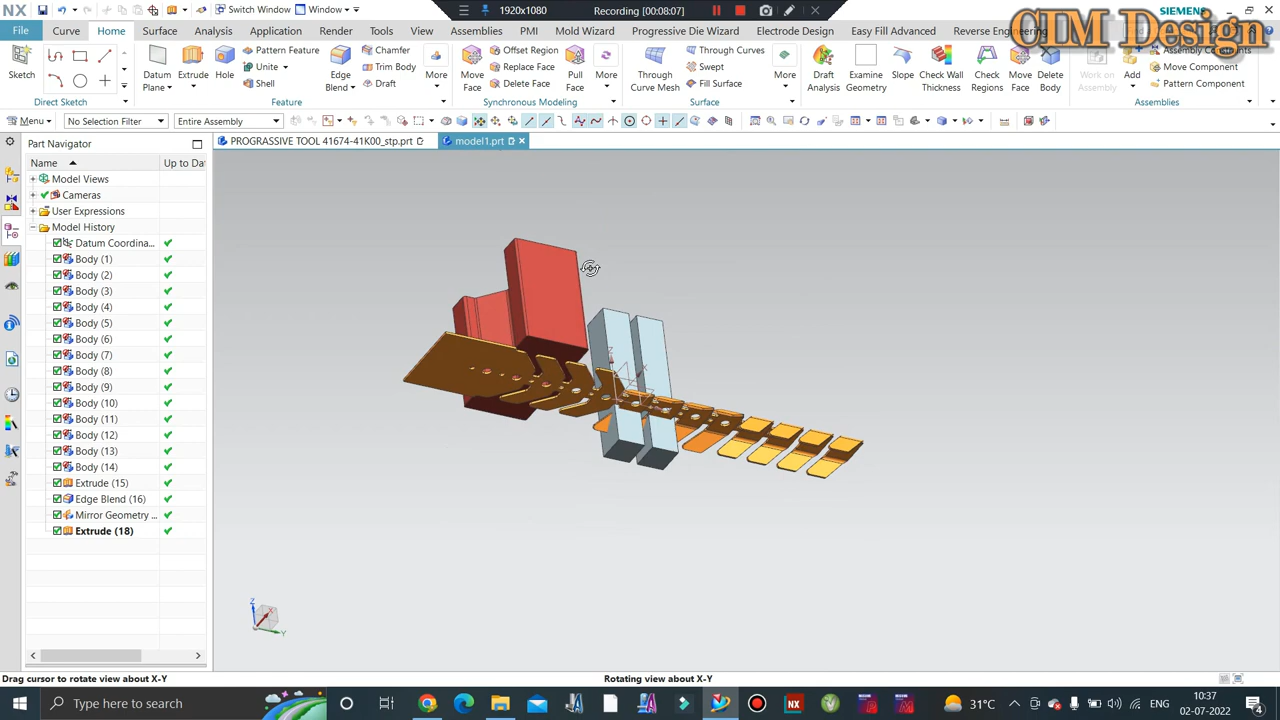 NX
Switch Window
Window
1920x1080
Recording [00:08:07]
SIEMENS
CIM Design
File
Home
Curve
Surface
Analysis
Application
Render
Tools
View
Assemblies
PMI
Mold Wizard
Progressive Die Wizard
Electrode Design
Easy Fill Advanced
Reverse Engineering
Sketch
Direct Sketch
Datum Plane
Extrude
Hole
Pattern Feature
Unite
Shell
Edge Blend
Chamfer
Trim Body
Draft
More
Feature
Move Face
Offset Region
Replace Face
Delete Face
Pull Face
More
Synchronous Modeling
Through Curve Mesh
Through Curves
Swept
Fill Surface
More
Surface
Draft Analysis
Examine Geometry
Slope
Check Wall Thickness
Check Regions
Move Face
Delete Body
Work on Assembly
Add
Assembly Constraints
Move Component
Pattern Component
Assemblies
Menu
No Selection Filter
Entire Assembly
Part Navigator
PROGRASSIVE TOOL 41674-41K00_stp.prt
model1.prt
Name
Up to Dat
Model Views
Cameras
User Expressions
Model History
Datum Coordina...
Body (1)
Body (2)
Body (3)
Body (4)
Body (5)
Body (6)
Body (7)
Body (8)
Body (9)
Body (10)
Body (11)
Body (12)
Body (13)
Body (14)
Extrude (15)
Edge Blend (16)
Mirror Geometry ...
Extrude (18)
Z
X
Y
Drag cursor to rotate view about X-Y
Rotating view about X-Y
Type here to search
31°C
ENG
10:37
02-07-2022